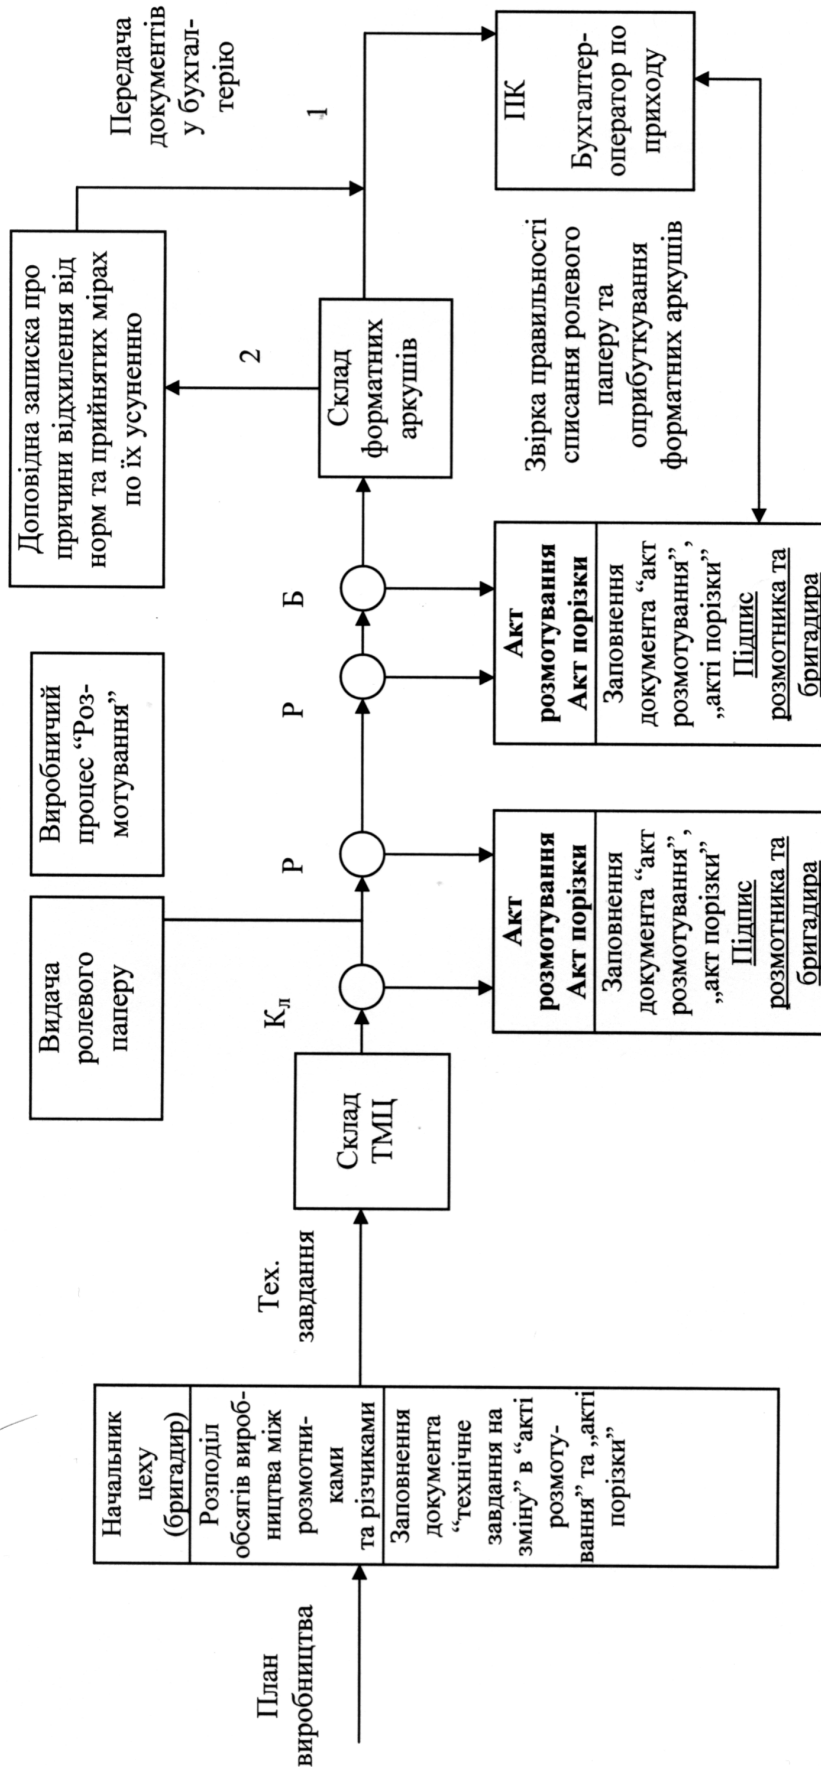 План
виробництва
Начальник
цеху
(бригадир)
Розподіл
обсягів вироб-
ництва між
розмотни-
ками
та різчиками
Заповнення
документа
“технічне
завдання на
зміну” в “акті
розмоту-
вання” та „акті
порізки”
Тех.
завдання
Склад
ТМЦ
Видача
ролевого
паперу
Виробничий
процес “Роз-
мотування”
Кл
Р
Р
Б
Акт
розмотування
Акт порізки
Заповнення
документа “акт
розмотування”,
„акт порізки”
Підпис
розмотника та
бригадира
Акт
розмотування
Акт порізки
Заповнення
документа “акт
розмотування”,
„акті порізки”
Підпис
розмотника та
бригадира
Склад
форматних
аркушів
2
Доповідна записка про
причини відхилення від
норм та прийнятих мірах
по їх усуненню
Передача
документів
у бухгал-
терію
1
ПК
Бухгалтер-
оператор по
приходу
Звірка правильності
списання ролевого
паперу та
оприбуткування
форматних аркушів